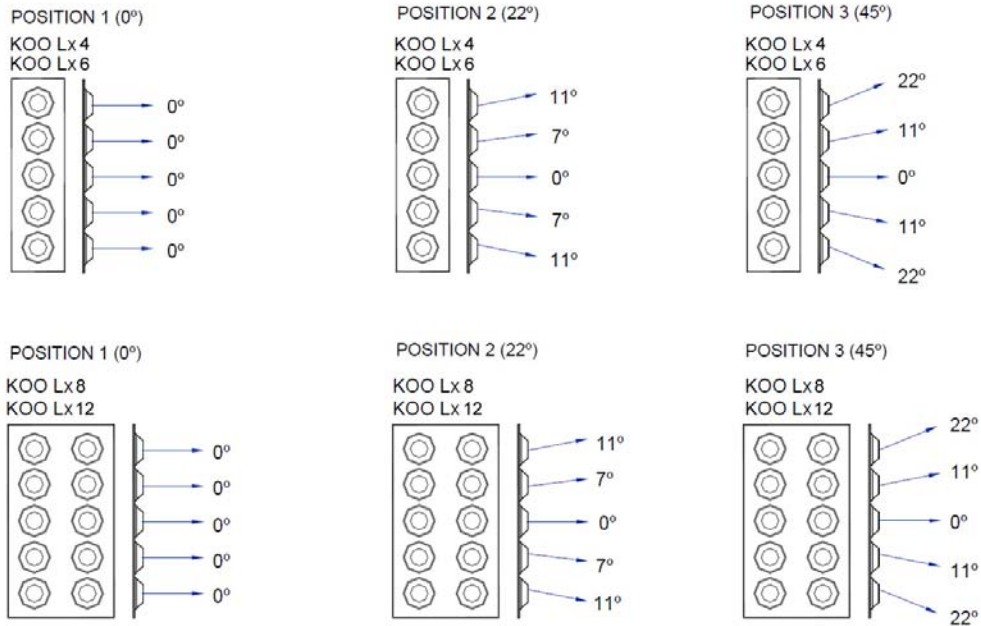 POSITION 1 (0º)
KOO Lx 4
KOO Lx 6
0º
0º
0º
0º
0º
POSITION 2 (22º)
KOO Lx 4
KOO Lx 6
11º
7º
0º
7º
11º
POSITION 3 (45º)
KOO Lx 4
KOO Lx 6
22º
11º
0º
11º
22º
POSITION 1 (0º)
KOO Lx 8
KOO Lx 12
0º
0º
0º
0º
0º
POSITION 2 (22º)
KOO Lx 8
KOO Lx 12
11º
7º
0º
7º
11º
POSITION 3 (45º)
KOO Lx 8
KOO Lx 12
22º
11º
0º
11º
22º